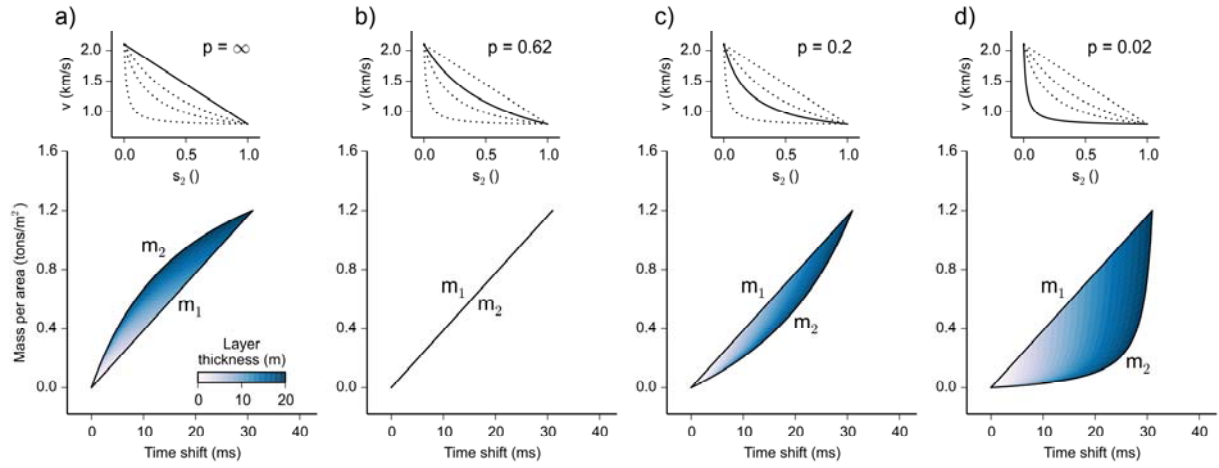 a)
p = ∞
v (km/s)
2.0
1.5
1.0
0.0 0.5 1.0
s₂ ()
b)
p = 0.62
v (km/s)
2.0
1.5
1.0
0.0 0.5 1.0
s₂ ()
c)
p = 0.2
v (km/s)
2.0
1.5
1.0
0.0 0.5 1.0
s₂ ()
d)
p = 0.02
v (km/s)
2.0
1.5
1.0
0.0 0.5 1.0
s₂ ()
Mass per area (tons/m²)
1.6
1.2
0.8
0.4
0.0
m₂
m₁
Layer
thickness (m)
0 10 20
0 10 20 30 40
Time shift (ms)
1.6
1.2
0.8
0.4
0.0
m₁
m₂
0 10 20 30 40
Time shift (ms)
1.6
1.2
0.8
0.4
0.0
m₁
m₂
0 10 20 30 40
Time shift (ms)
1.6
1.2
0.8
0.4
0.0
m₁
m₂
0 10 20 30 40
Time shift (ms)